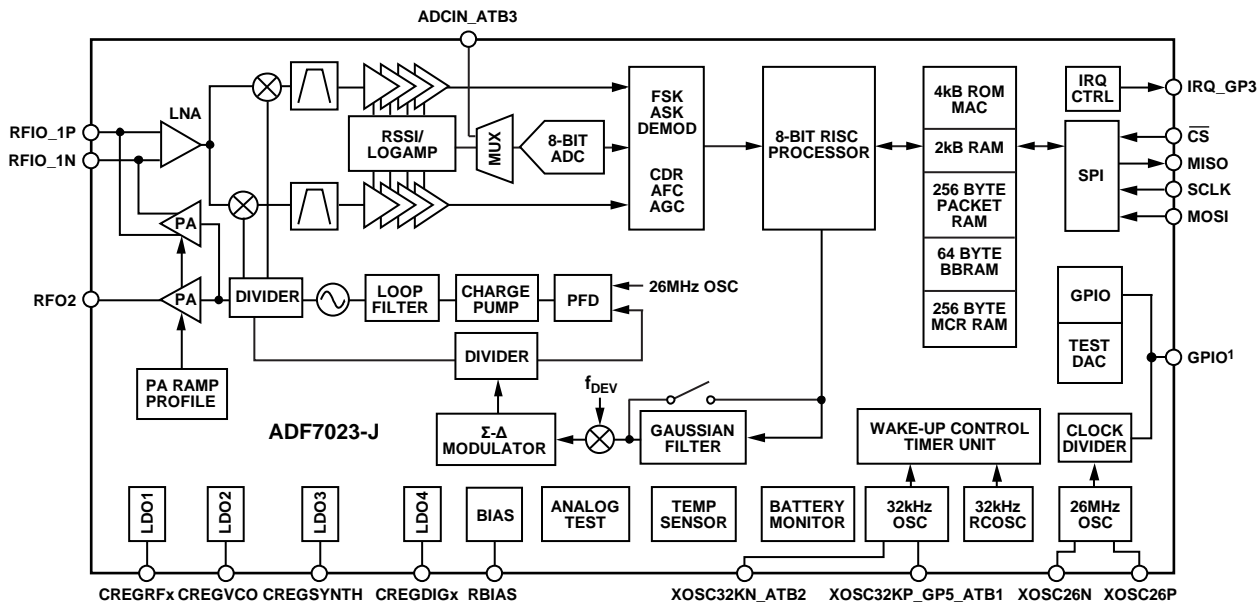 ADCIN_ATB3
RFIO_1P
RFIO_1N
LNA
RSSI/
LOGAMP
MUX
8-BIT
ADC
FSK
ASK
DEMOD
CDR
AFC
AGC
8-BIT RISC
PROCESSOR
4kB ROM
MAC
2kB RAM
256 BYTE
PACKET
RAM
64 BYTE
BBRAM
256 BYTE
MCR RAM
IRQ
CTRL
IRQ_GP3
SPI
CS
MISO
SCLK
MOSI
PA
RFO2
PA
DIVIDER
LOOP
FILTER
CHARGE
PUMP
PFD
26MHz OSC
DIVIDER
PA RAMP
PROFILE
GPIO
TEST
DAC
GPIO¹
ADF7023-J
Σ-Δ
MODULATOR
fDEV
GAUSSIAN
FILTER
WAKE-UP CONTROL
TIMER UNIT
CLOCK
DIVIDER
LDO1
LDO2
LDO3
LDO4
BIAS
ANALOG
TEST
TEMP
SENSOR
BATTERY
MONITOR
32kHz
OSC
32kHz
RCOSC
26MHz
OSC
CREGRFx
CREGVCO
CREGSYNTH
CREGDIGx
RBIAS
XOSC32KN_ATB2
XOSC32KP_GP5_ATB1
XOSC26N
XOSC26P